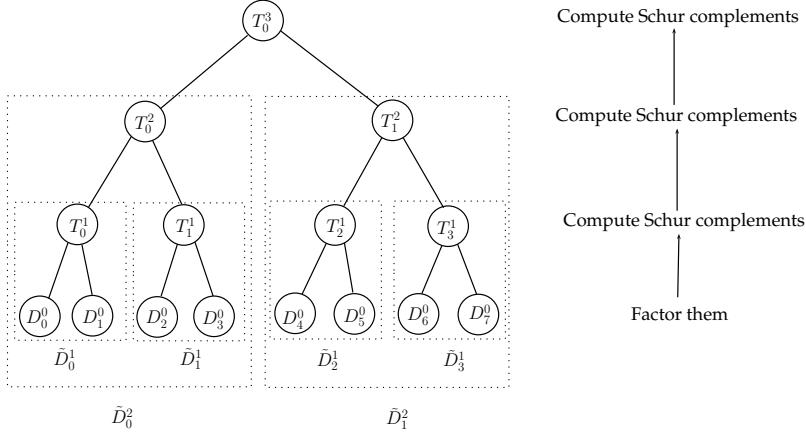 T_0^3 Compute Schur complements
T_0^2 T_1^2 Compute Schur complements
T_0^1 T_1^1 T_2^1 T_3^1 Compute Schur complements
D_0^0 D_1^0 D_2^0 D_3^0 D_4^0 D_5^0 D_6^0 D_7^0 Factor them
D̃_0^1 D̃_1^1 D̃_2^1 D̃_3^1
D̃_0^2 D̃_1^2